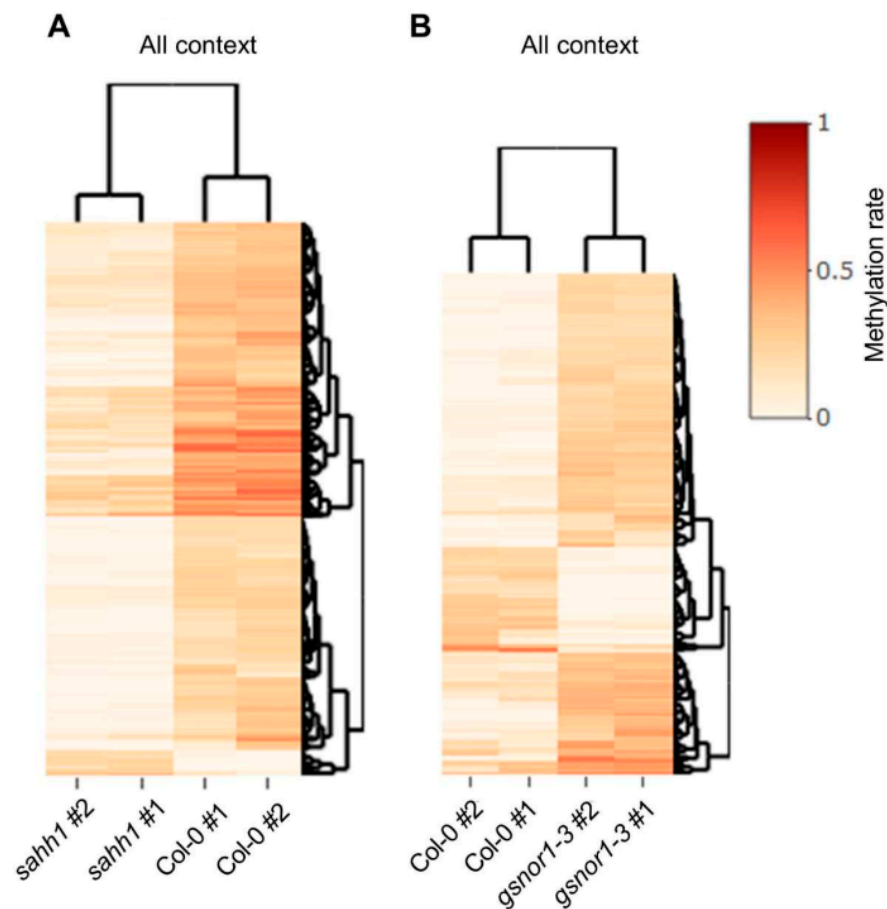 A
All context
B
All context
1
0.5
0
Methylation rate
sahh1 #2
sahh1 #1
Col-0 #1
Col-0 #2
Col-0 #2
Col-0 #1
gsnor1-3 #2
gsnor1-3 #1